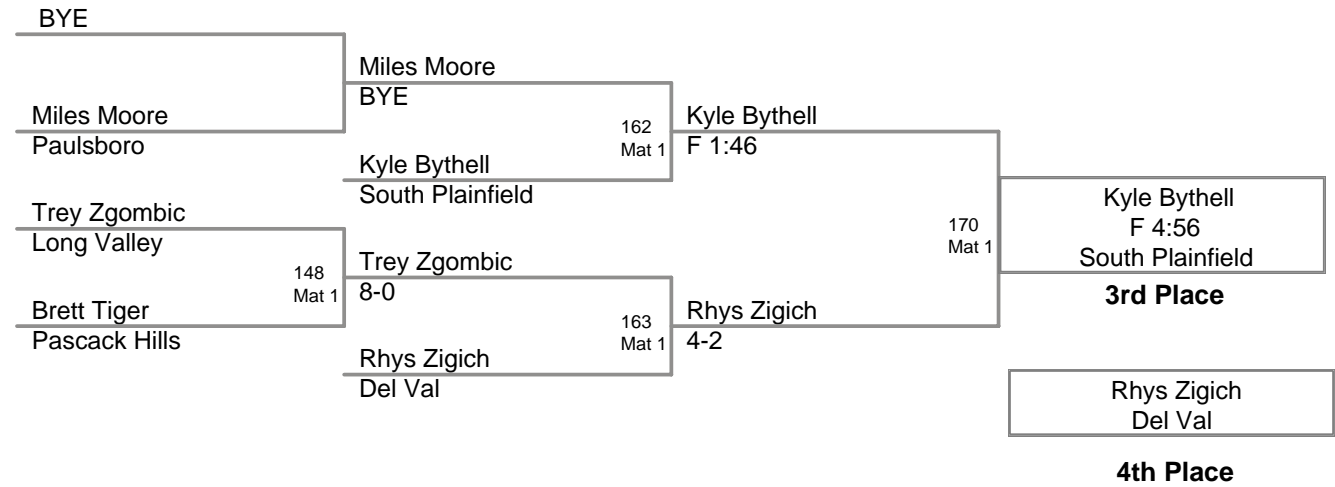 BYE
Miles Moore
BYE
Miles Moore
Paulsboro
162
Mat 1
Kyle Bythell
F 1:46
Kyle Bythell
South Plainfield
Trey Zgombic
Long Valley
148
Mat 1
Trey Zgombic
8-0
Brett Tiger
Pascack Hills
163
Mat 1
Rhys Zigich
4-2
Rhys Zigich
Del Val
170
Mat 1
Kyle Bythell
F 4:56
South Plainfield
3rd Place
Rhys Zigich
Del Val
4th Place